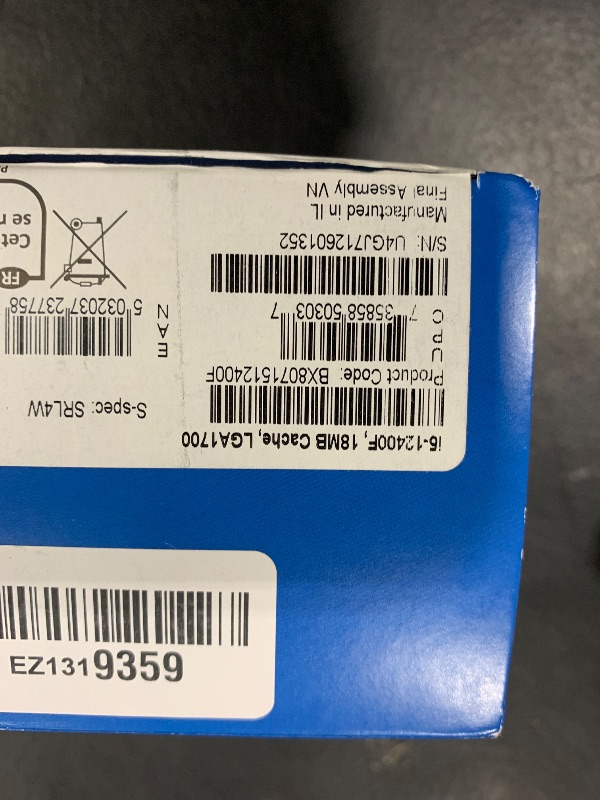 i5-12400F, 18MB Cache, LGA1700
Product Code: BX8071512400F
UPC
7 35858 50303 7
S/N: U4GJ712601352
Manufactured in IL
Final Assembly VN
S-spec: SRL4W
EAN
5 032037 237758
FR
Cet
se r
EZ1319359